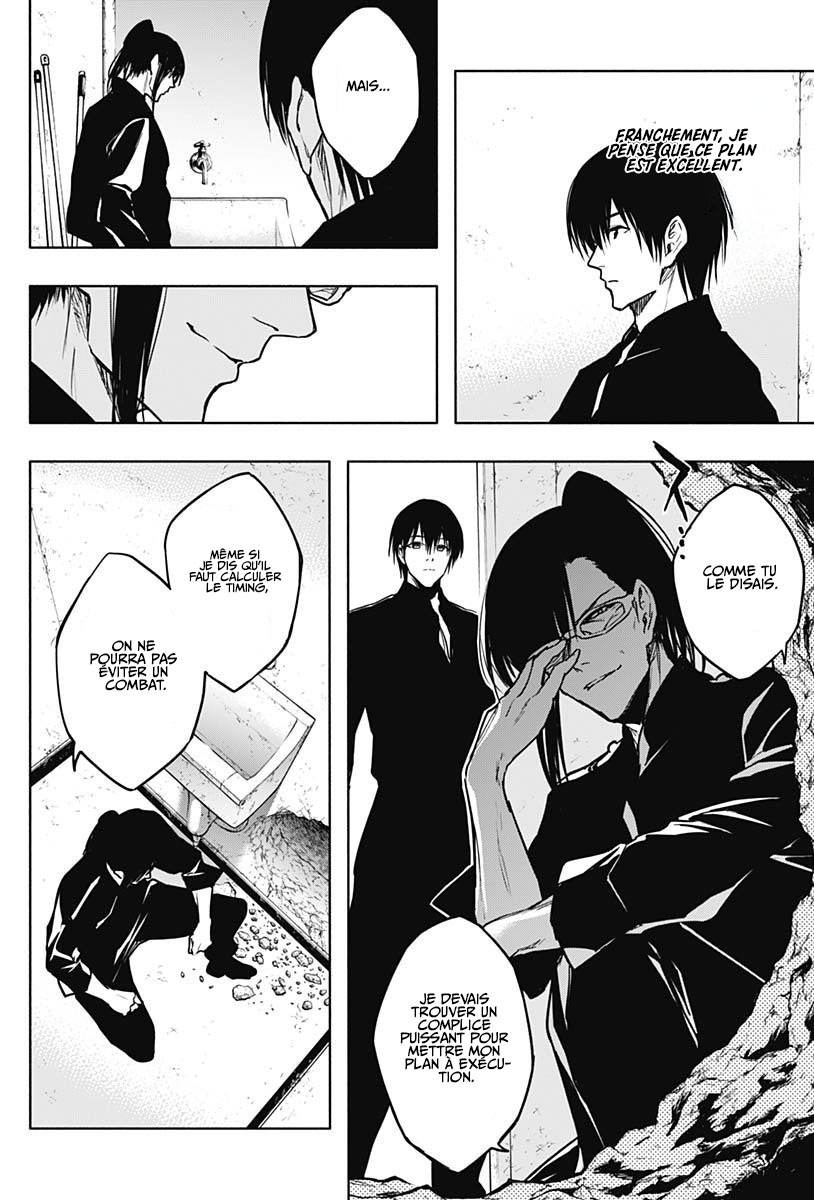 FRANCHEMENT, JE
PENSE QUE CE PLAN
EST EXCELLENT.
MAIS...
COMME TU
LE DISAIS.
JE DEVAIS
TROUVER UN
COMPLICE
PUISSANT POUR
METTRE MON
PLAN À EXÉCU-
TION.
MÊME SI
JE DIS QU'IL
FAUT CALCULER
LE TIMING,
ON NE
POURRA PAS
ÉVITER UN
COMBAT.